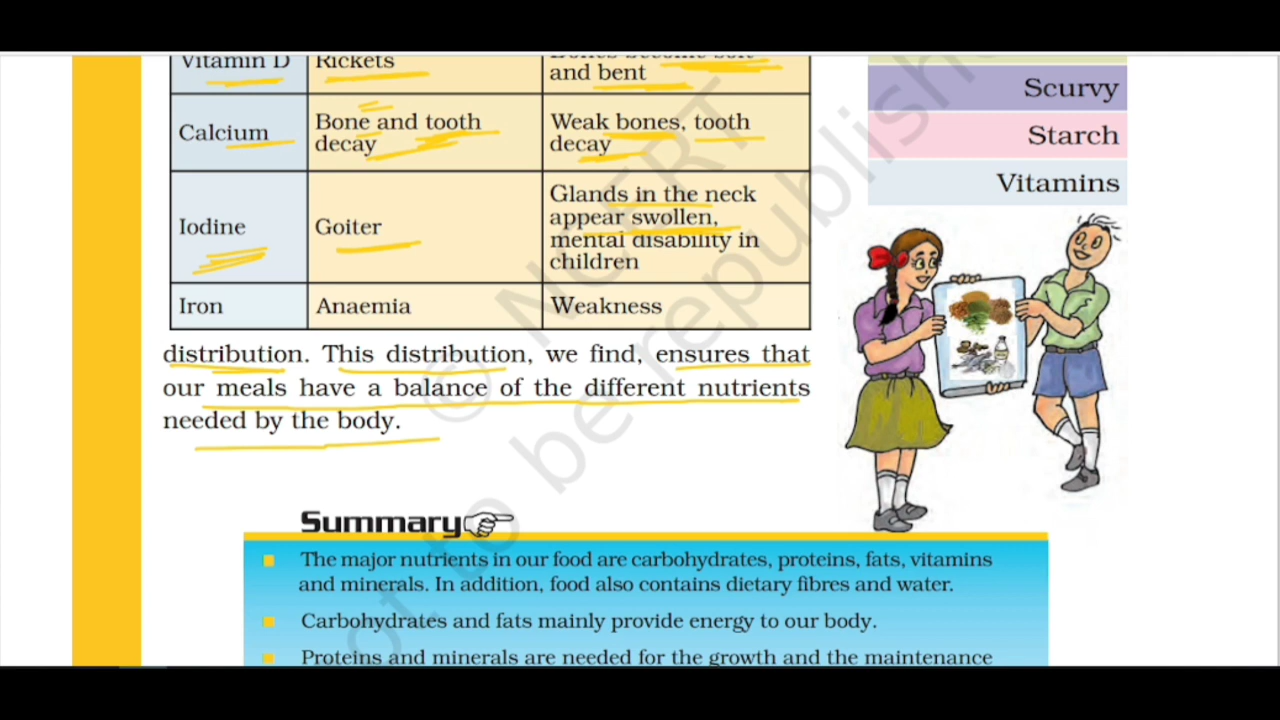 Vitamin D
Rickets
and bent
Calcium
Bone and tooth
decay
Weak bones, tooth
decay
Iodine
Goiter
Glands in the neck
appear swollen,
mental disability in
children
Iron
Anaemia
Weakness
distribution. This distribution, we find, ensures that
our meals have a balance of the different nutrients
needed by the body.
Scurvy
Starch
Vitamins
Summary
The major nutrients in our food are carbohydrates, proteins, fats, vitamins
and minerals. In addition, food also contains dietary fibres and water.
Carbohydrates and fats mainly provide energy to our body.
Proteins and minerals are needed for the growth and the maintenance
© NCERT
be republish